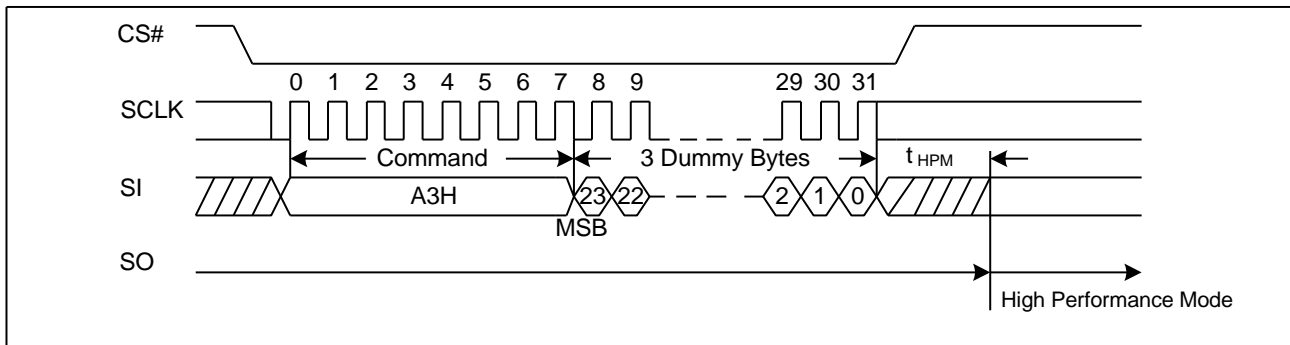 CS#
0 1 2 3 4 5 6 7 8 9 29 30 31
SCLK
Command 3 Dummy Bytes t HPM
SI A3H 23 22 2 1 0
MSB
SO
High Performance Mode